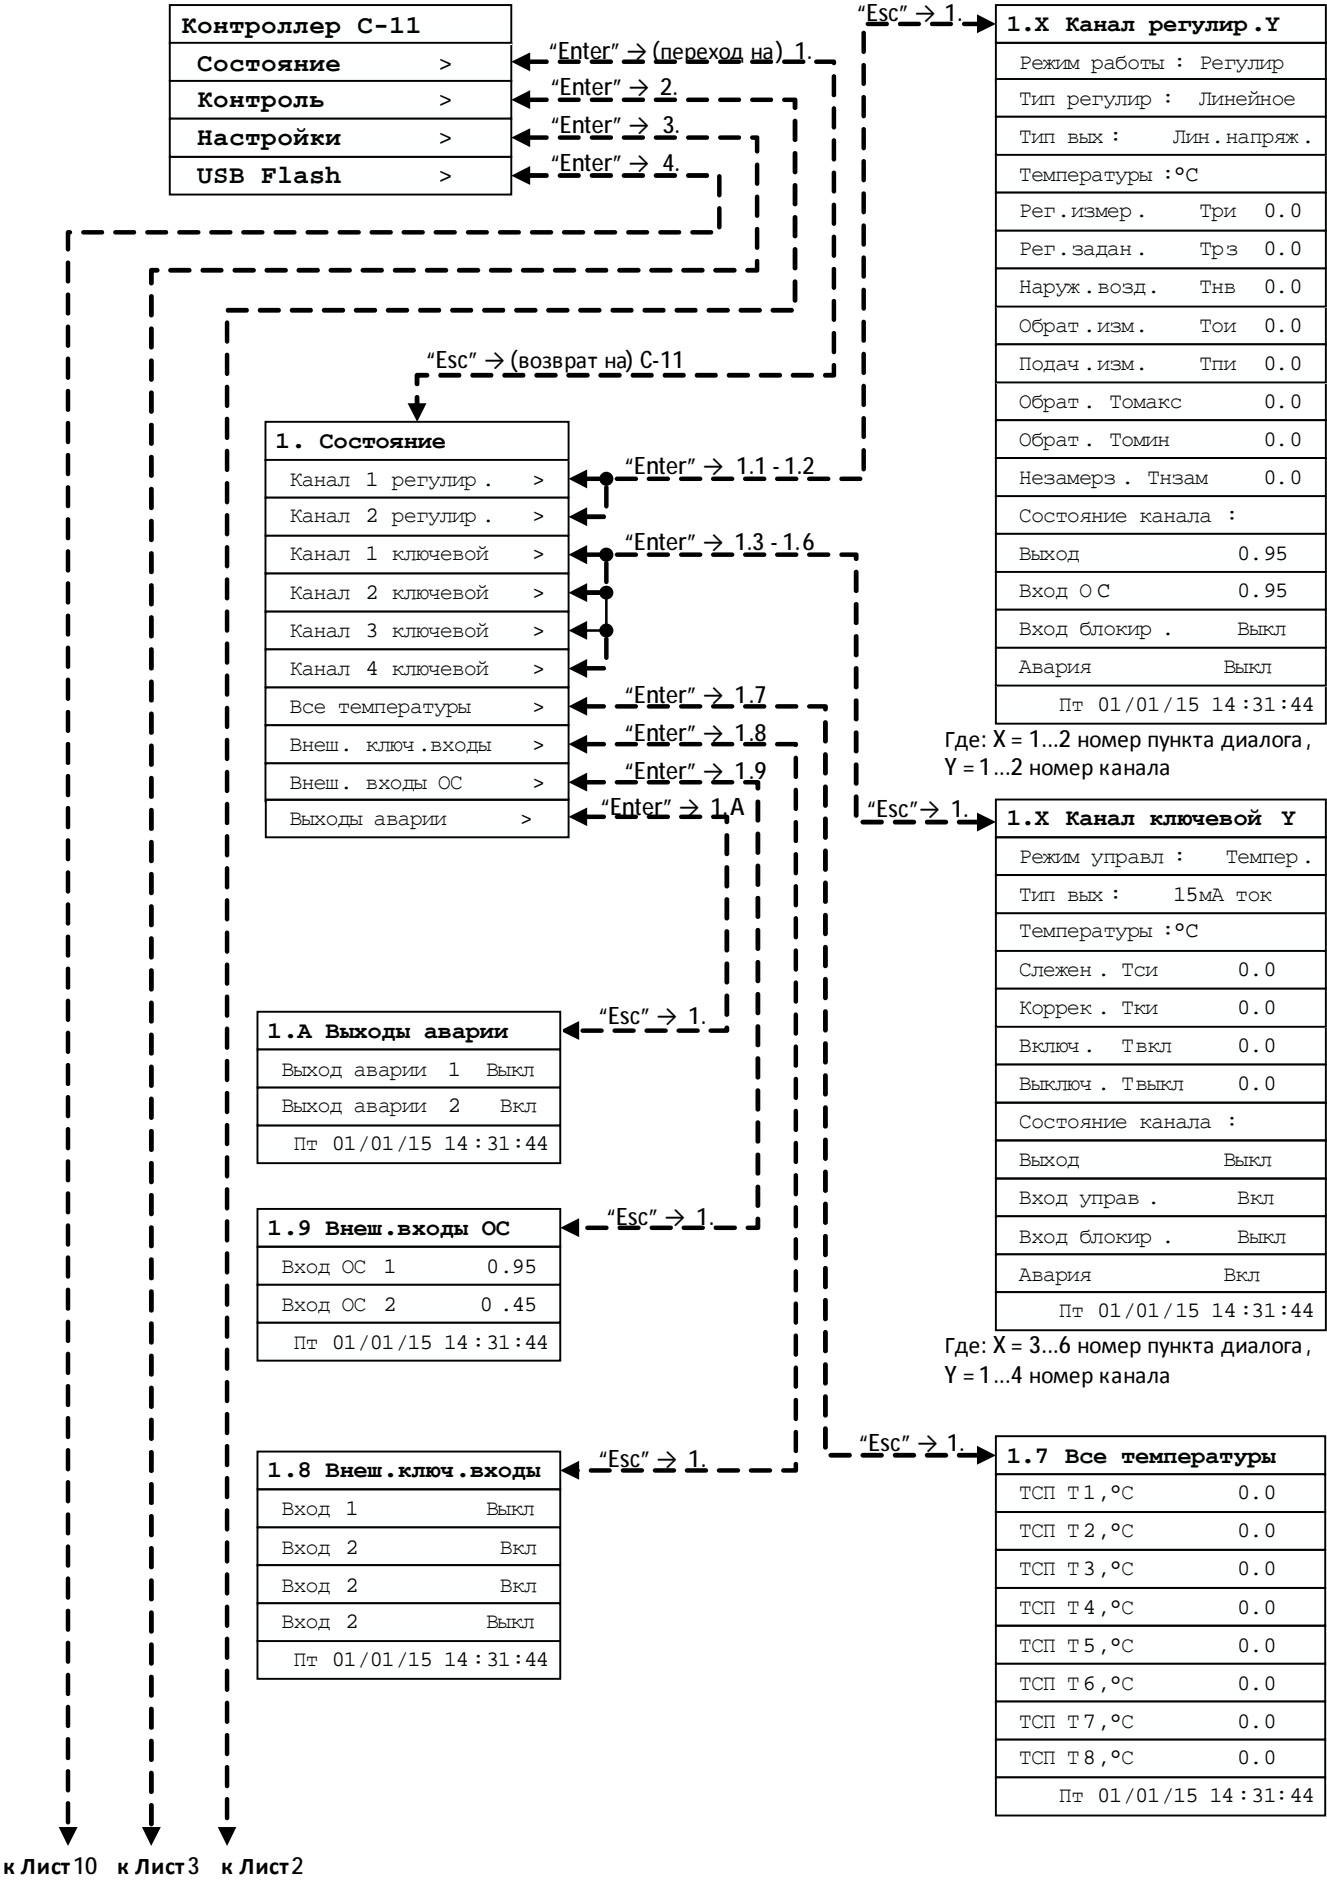 Контроллер С-11
Состояние >
Контроль >
Настройки >
USB Flash >
“Enter” → (переход на) 1.
“Enter” → 2.
“Enter” → 3.
“Enter” → 4.
“Esc” → (возврат на) С-11
1. Состояние
Канал 1 регулир. >
Канал 2 регулир. >
Канал 1 ключевой >
Канал 2 ключевой >
Канал 3 ключевой >
Канал 4 ключевой >
Все температуры >
Внеш. ключ.входы >
Внеш. входы ОС >
Выходы аварии >
“Enter” → 1.1 - 1.2
“Enter” → 1.3 - 1.6
“Enter” → 1.7
“Enter” → 1.8
“Enter” → 1.9
“Enter” → 1.А
“Esc” → 1.
1.А Выходы аварии
Выход аварии 1 Выкл
Выход аварии 2 Вкл
Пт 01/01/15 14:31:44
“Esc” → 1.
1.9 Внеш.входы ОС
Вход ОС 1 0.95
Вход ОС 2 0.45
Пт 01/01/15 14:31:44
“Esc” → 1.
1.8 Внеш.ключ.входы
Вход 1 Выкл
Вход 2 Вкл
Вход 2 Вкл
Вход 2 Выкл
Пт 01/01/15 14:31:44
“Esc” → 1.
1.X Канал регулир.Y
Режим работы: Регулир
Тип регулир: Линейное
Тип вых: Лин.напряж.
Температуры:°С
Рег.измер. Три 0.0
Рег.задан. Трз 0.0
Наруж.возд. Тнв 0.0
Обрат.изм. Тои 0.0
Подач.изм. Тпи 0.0
Обрат. Томакс 0.0
Обрат. Томин 0.0
Незамерз. Тнзам 0.0
Состояние канала:
Выход 0.95
Вход ОС 0.95
Вход блокир. Выкл
Авария Выкл
Пт 01/01/15 14:31:44
Где: X = 1...2 номер пункта диалога,
Y = 1...2 номер канала
“Esc” → 1.
1.X Канал ключевой Y
Режим управл: Темпер.
Тип вых: 15мА ток
Температуры:°С
Слежен. Тси 0.0
Коррек. Тки 0.0
Включ. Твкл 0.0
Выключ. Твыкл 0.0
Состояние канала:
Выход Выкл
Вход управ. Вкл
Вход блокир. Выкл
Авария Вкл
Пт 01/01/15 14:31:44
Где: X = 3...6 номер пункта диалога,
Y = 1...4 номер канала
“Esc” → 1.
1.7 Все температуры
ТСП Т1,°С 0.0
ТСП Т2,°С 0.0
ТСП Т3,°С 0.0
ТСП Т4,°С 0.0
ТСП Т5,°С 0.0
ТСП Т6,°С 0.0
ТСП Т7,°С 0.0
ТСП Т8,°С 0.0
Пт 01/01/15 14:31:44
к Лист10 к Лист3 к Лист2